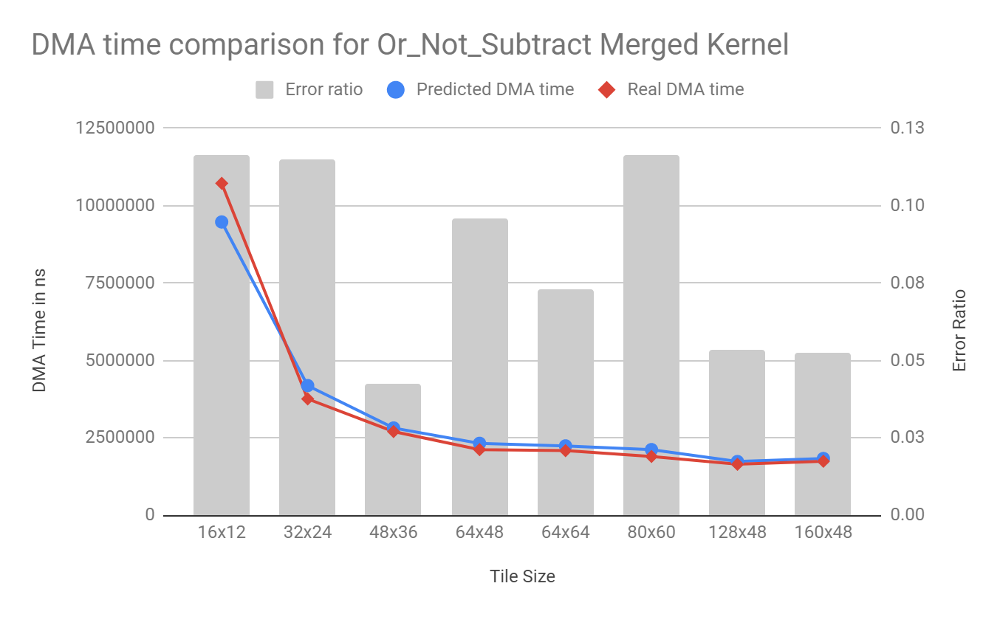 DMA time comparison for Or_Not_Subtract Merged Kernel
Error ratio Predicted DMA time Real DMA time
12500000 0.13
10000000 0.10
7500000 0.08
5000000 0.05
2500000 0.03
0 0.00
DMA Time in ns
Error Ratio
16x12 32x24 48x36 64x48 64x64 80x60 128x48 160x48
Tile Size